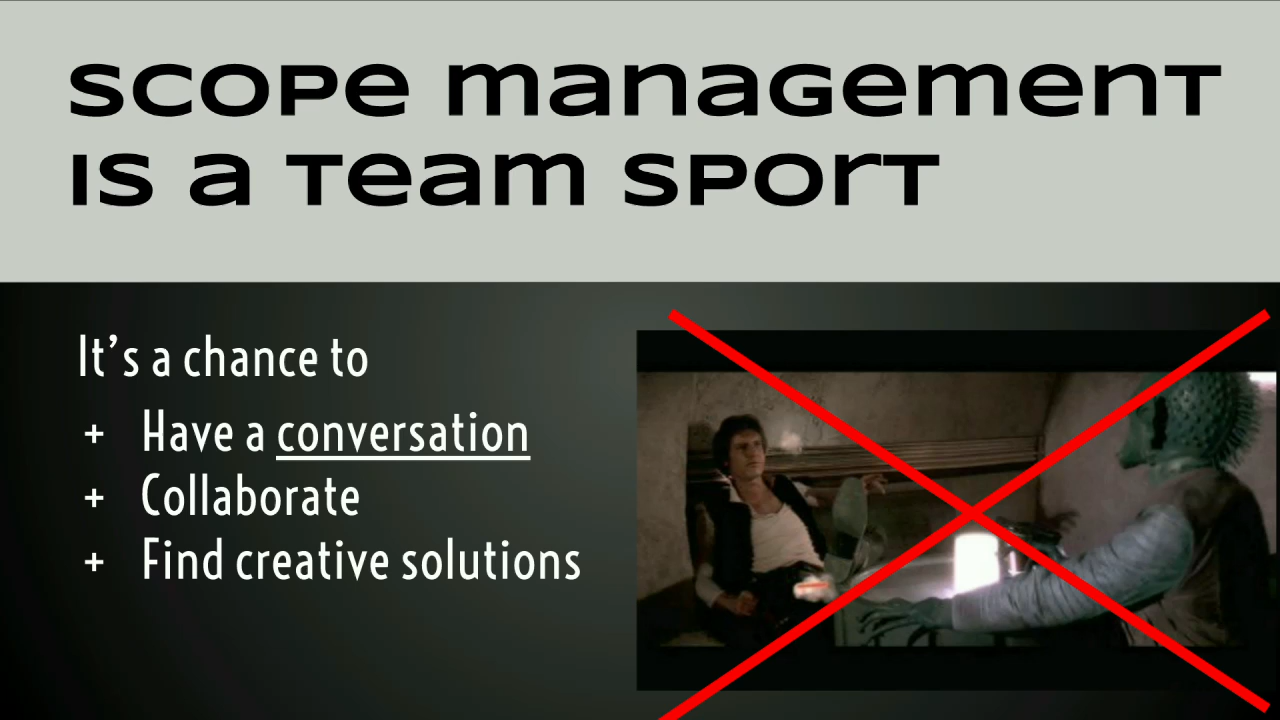 Scope management
is a team sport
It's a chance to
+ Have a conversation
+ Collaborate
+ Find creative solutions